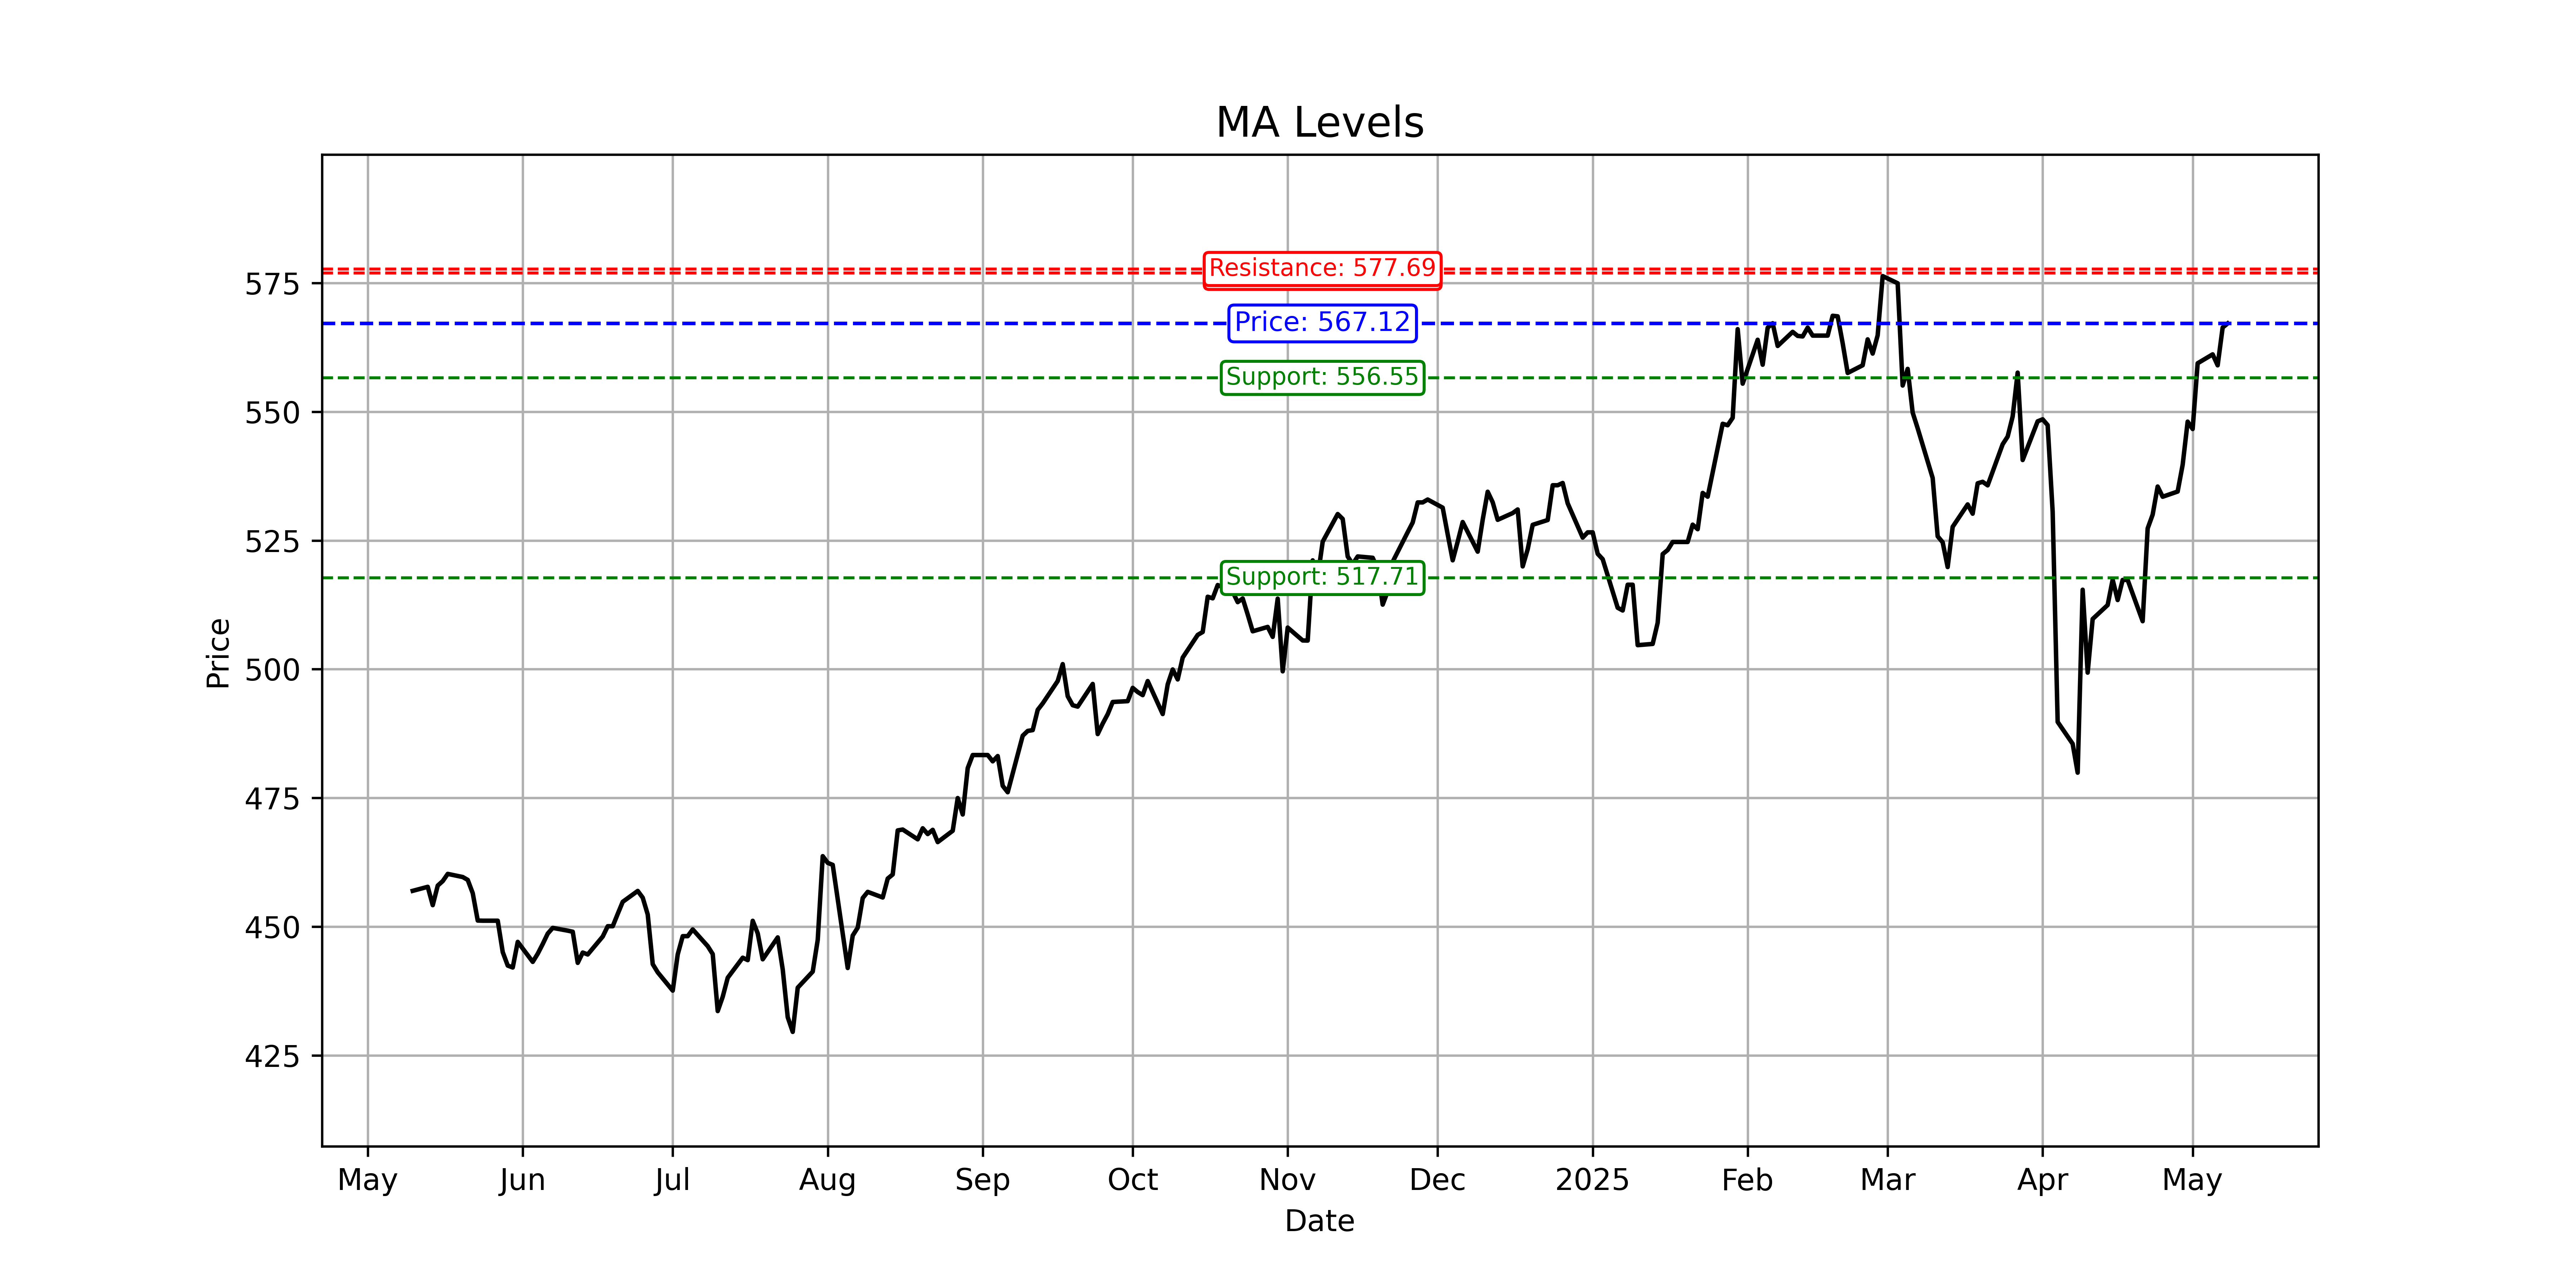 MA Levels
Resistance: 577.69
Price: 567.12
Support: 556.55
Support: 517.71
Price
575
550
525
500
475
450
425
May Jun Jul Aug Sep Oct Nov Dec 2025 Feb Mar Apr May
Date